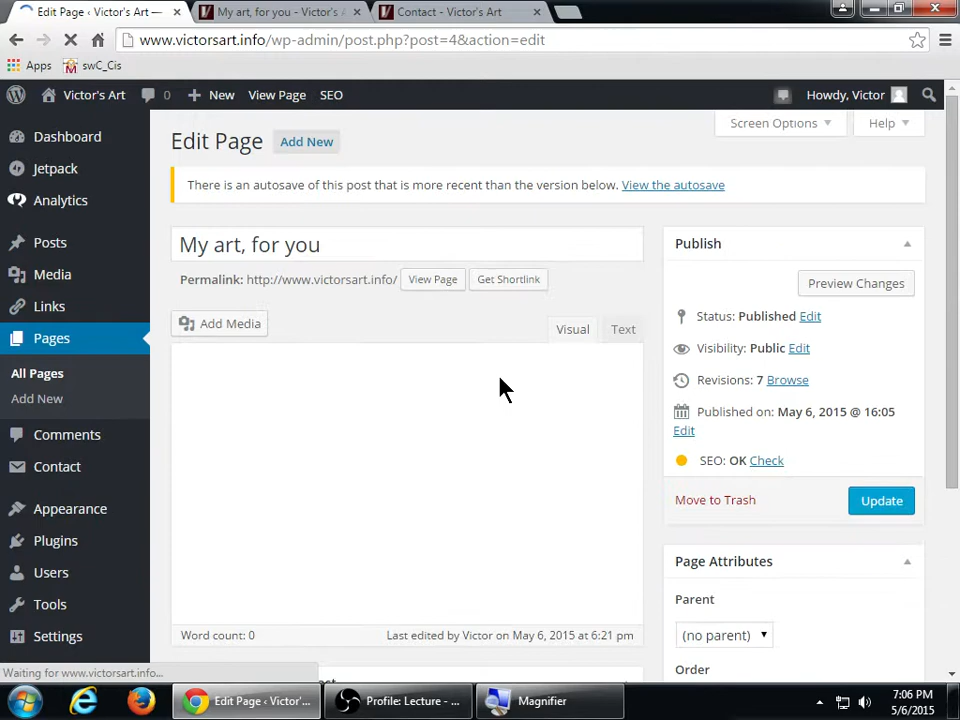 Edit Page ‹ Victor's Art —
My art, for you - Victor's A
Contact - Victor's Art
www.victorsart.info/wp-admin/post.php?post=4&action=edit
Apps
swC_Cis
Victor's Art
0
New
View Page
SEO
Howdy, Victor
Dashboard
Jetpack
Analytics
Posts
Media
Links
Pages
All Pages
Add New
Comments
Contact
Appearance
Plugins
Users
Tools
Settings
Edit Page
Add New
Screen Options
Help
There is an autosave of this post that is more recent than the version below. View the autosave
My art, for you
Permalink: http://www.victorsart.info/
View Page
Get Shortlink
Add Media
Visual
Text
Word count: 0
Last edited by Victor on May 6, 2015 at 6:21 pm
Publish
Preview Changes
Status: Published Edit
Visibility: Public Edit
Revisions: 7 Browse
Published on: May 6, 2015 @ 16:05
Edit
SEO: OK Check
Move to Trash
Update
Page Attributes
Parent
(no parent)
Order
Waiting for www.victorsart.info...
Edit Page ‹ Victor'...
Profile: Lecture - ...
Magnifier
7:06 PM
5/6/2015